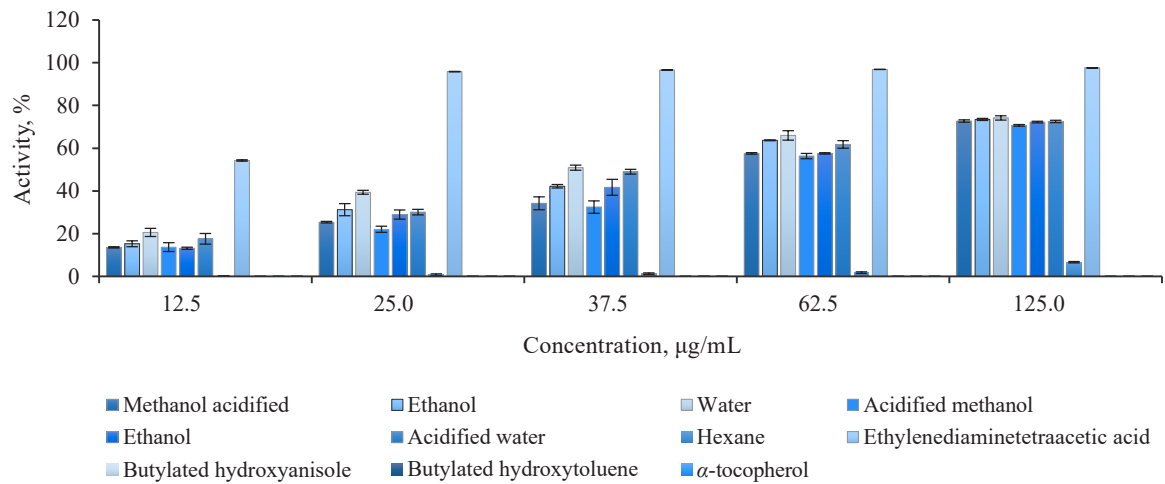 120
100
80
60
40
20
0
Activity, %
12.5 25.0 37.5 62.5 125.0
Concentration, µg/mL
Methanol acidified Ethanol Water Acidified methanol
Ethanol Acidified water Hexane Ethylenediaminetetraacetic acid
Butylated hydroxyanisole Butylated hydroxytoluene α-tocopherol